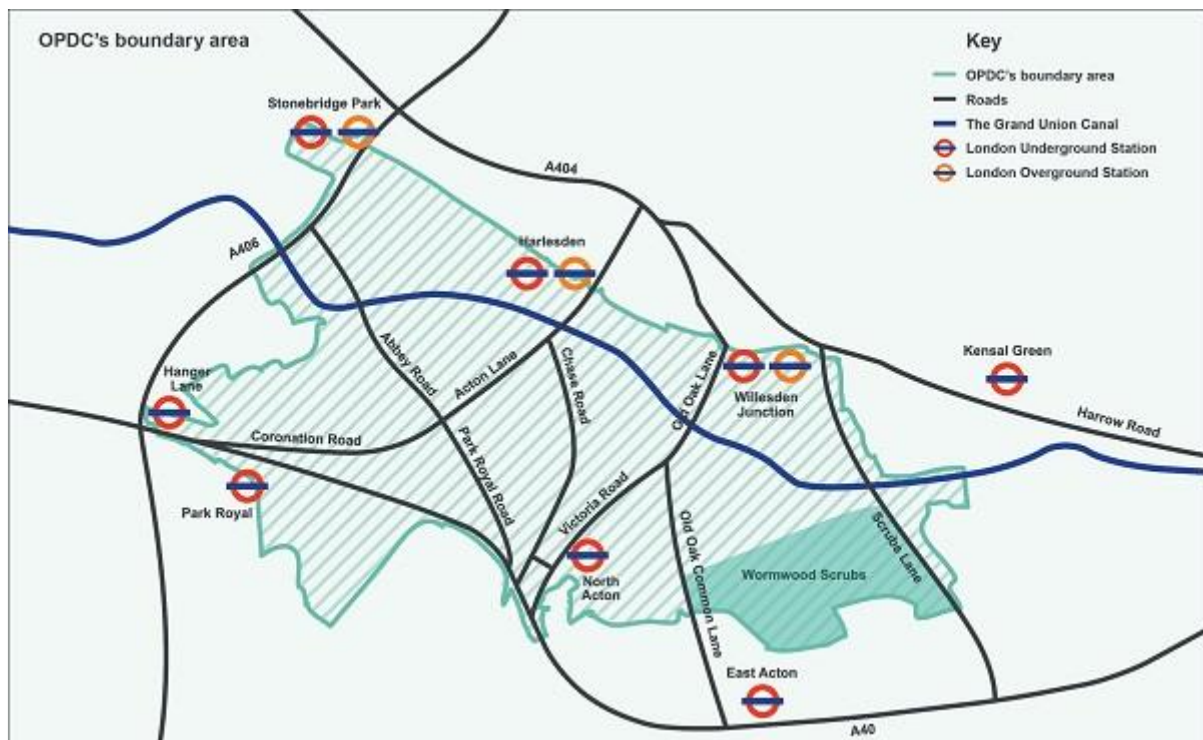 OPDC's boundary area
Key
OPDC's boundary area
Roads
The Grand Union Canal
London Underground Station
London Overground Station
Stonebridge Park
A404
A406
Harlesden
Hanger
Lane
Abbey Road
Acton Lane
Chase Road
Old Oak Lane
Willesden
Junction
Kensal Green
Harrow Road
Coronation Road
Park Royal Road
Park Royal
Victoria Road
North
Acton
Old Oak Common Lane
Wormwood Scrubs
Scrubs Lane
East Acton
A40